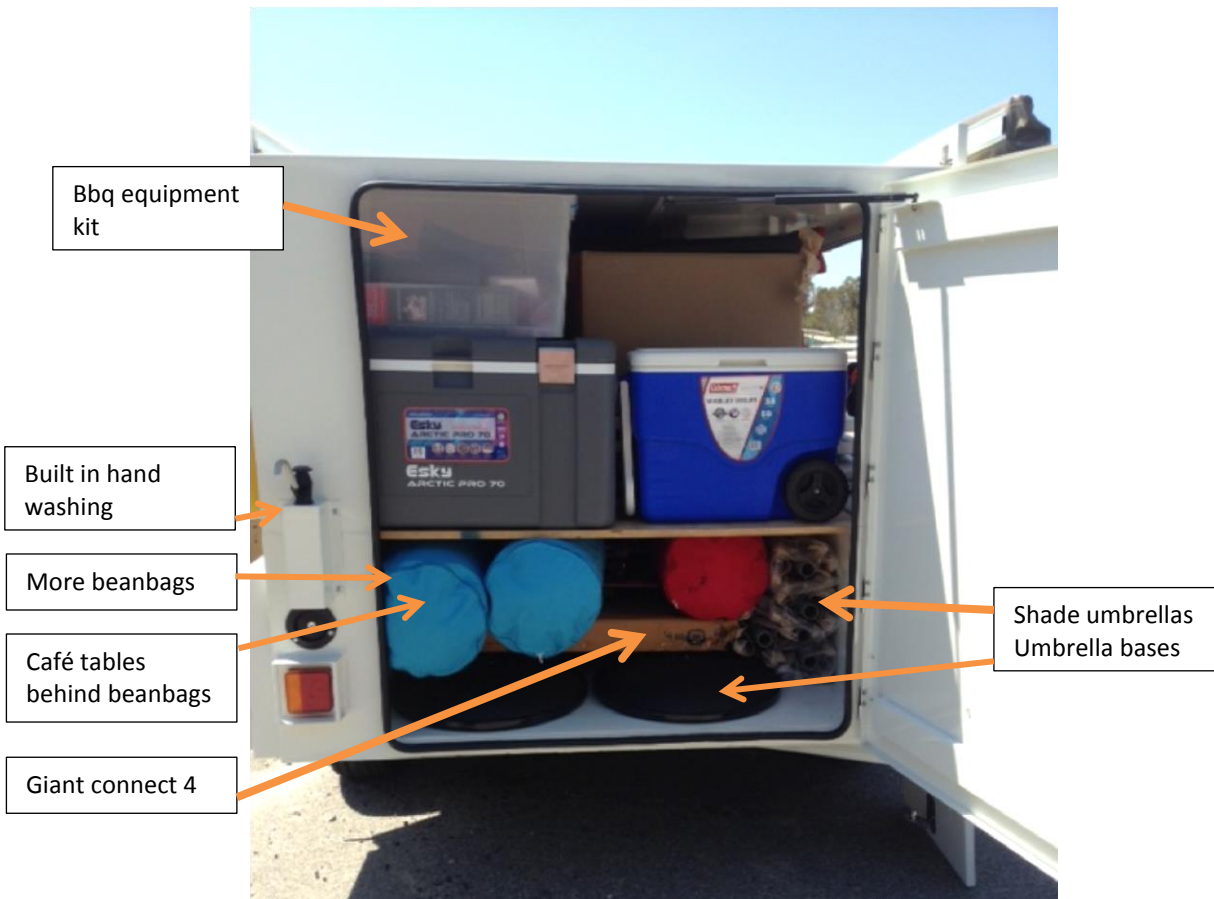 Bbq equipment
kit
Esky
ARCTIC PRO 70
Esky
ARCTIC PRO 70
Coleman
Built in hand
washing
More beanbags
Café tables
behind beanbags
Giant connect 4
Shade umbrellas
Umbrella bases